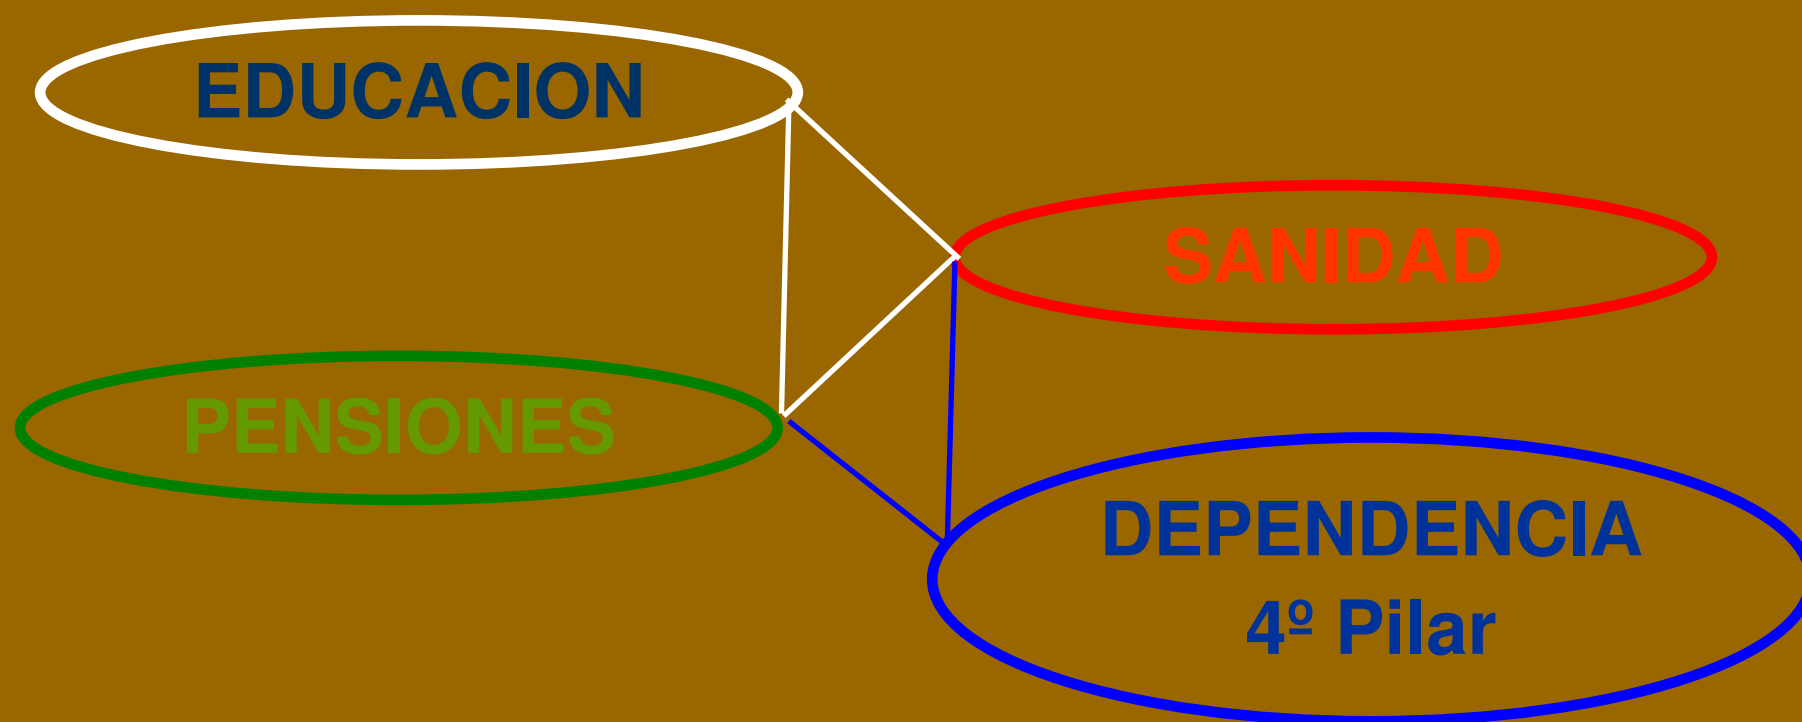 EDUCACION
SANIDAD
PENSIONES
DEPENDENCIA
4º Pilar